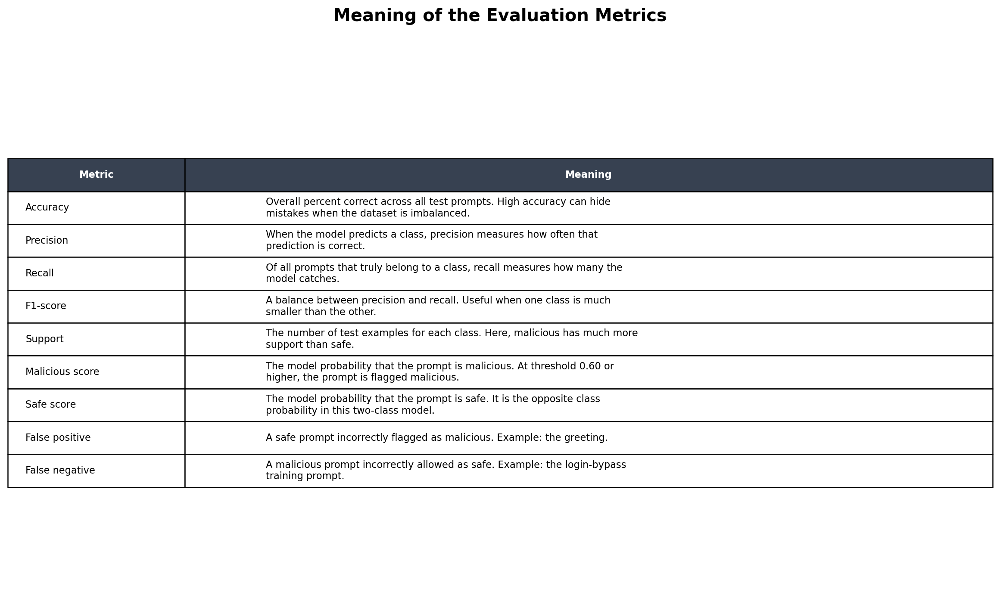 Meaning of the Evaluation Metrics
Metric
Meaning
Accuracy
Overall percent correct across all test prompts. High accuracy can hide
mistakes when the dataset is imbalanced.
Precision
When the model predicts a class, precision measures how often that
prediction is correct.
Recall
Of all prompts that truly belong to a class, recall measures how many the
model catches.
F1-score
A balance between precision and recall. Useful when one class is much
smaller than the other.
Support
The number of test examples for each class. Here, malicious has much more
support than safe.
Malicious score
The model probability that the prompt is malicious. At threshold 0.60 or
higher, the prompt is flagged malicious.
Safe score
The model probability that the prompt is safe. It is the opposite class
probability in this two-class model.
False positive
A safe prompt incorrectly flagged as malicious. Example: the greeting.
False negative
A malicious prompt incorrectly allowed as safe. Example: the login-bypass
training prompt.